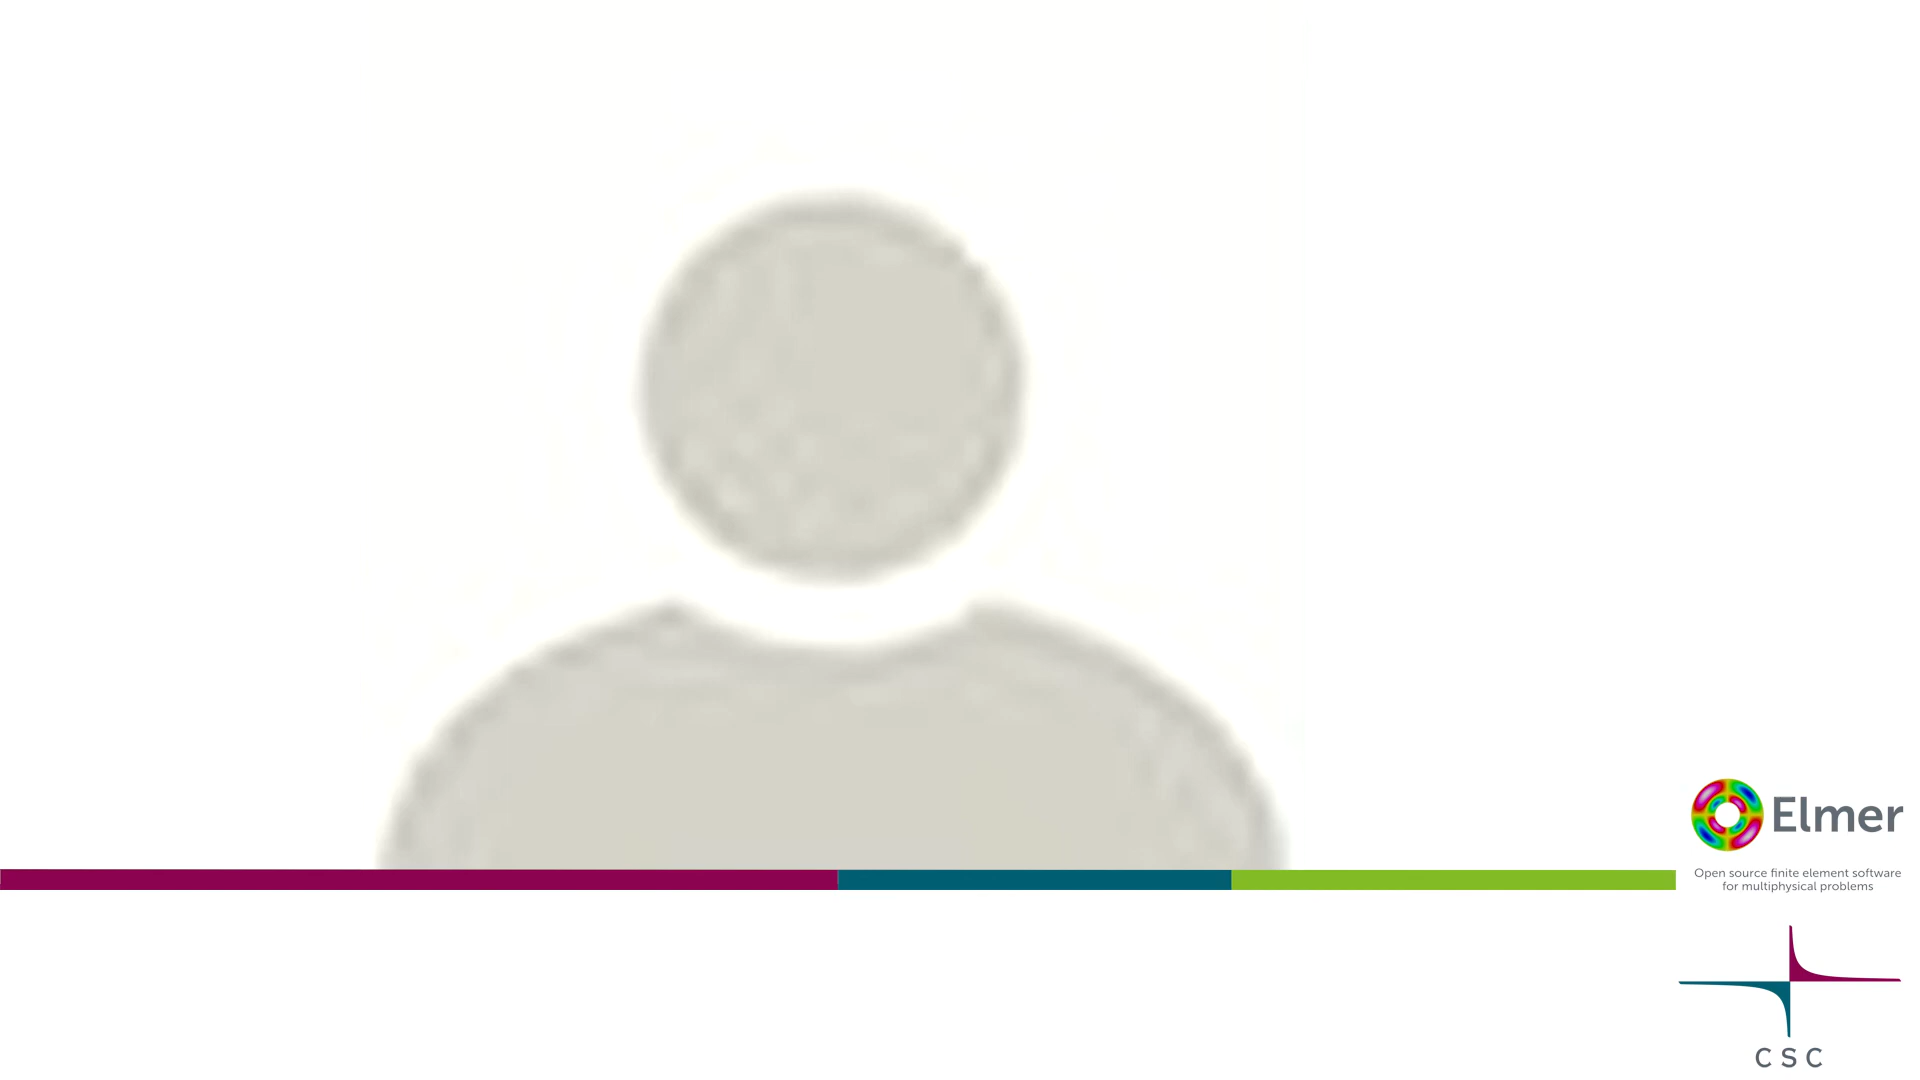 Elmer
Open source finite element software
for multiphysical problems
CSC